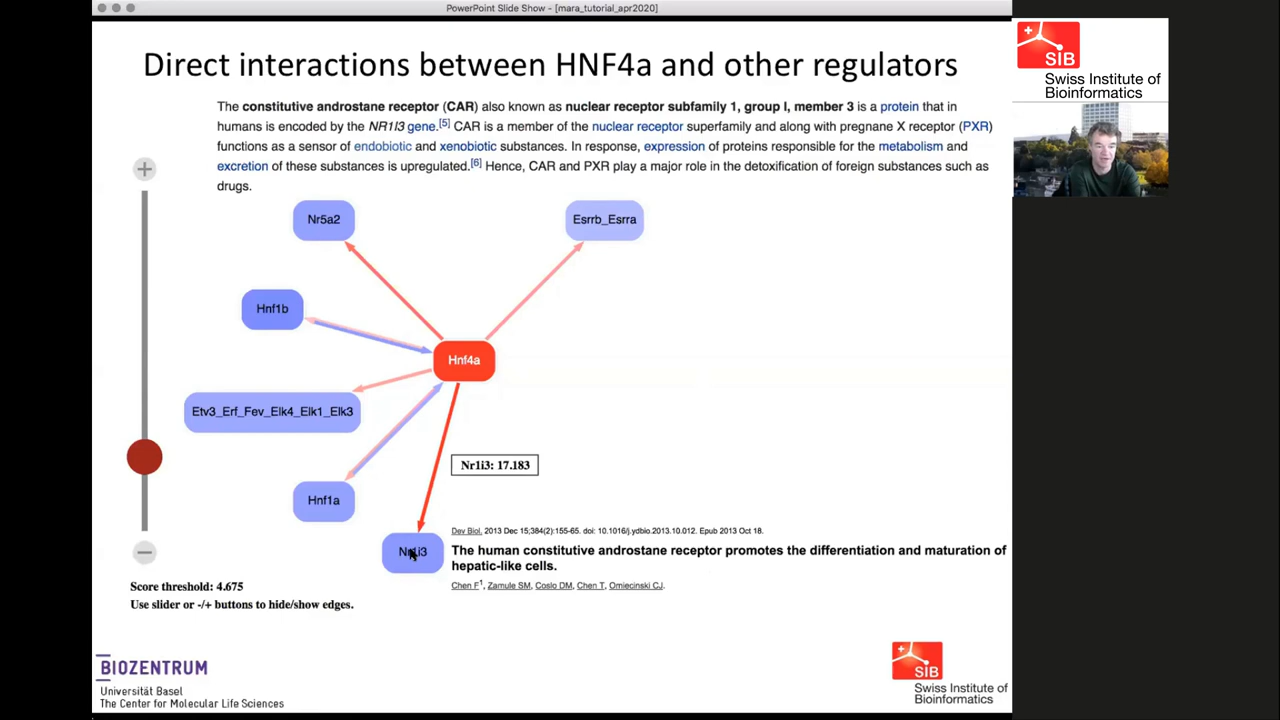 PowerPoint Slide Show - [mara_tutorial_apr2020]
SIB
Swiss Institute of
Bioinformatics
Direct interactions between HNF4a and other regulators
The constitutive androstane receptor (CAR) also known as nuclear receptor subfamily 1, group I, member 3 is a protein that in
humans is encoded by the NR1I3 gene.[5] CAR is a member of the nuclear receptor superfamily and along with pregnane X receptor (PXR)
functions as a sensor of endobiotic and xenobiotic substances. In response, expression of proteins responsible for the metabolism and
excretion of these substances is upregulated.[6] Hence, CAR and PXR play a major role in the detoxification of foreign substances such as
drugs.
Nr5a2
Esrrb_Esrra
Hnf1b
Hnf4a
Etv3_Erf_Fev_Elk4_Elk1_Elk3
Nr1i3: 17.183
Hnf1a
Nr1i3
Dev Biol. 2013 Dec 15;384(2):155-65. doi: 10.1016/j.ydbio.2013.10.012. Epub 2013 Oct 18.
The human constitutive androstane receptor promotes the differentiation and maturation of
hepatic-like cells.
Chen F1, Zamule SM, Coslo DM, Chen T, Omiecinski CJ.
Score threshold: 4.675
Use slider or -/+ buttons to hide/show edges.
BIOZENTRUM
Universität Basel
The Center for Molecular Life Sciences
SIB
Swiss Institute of
Bioinformatics